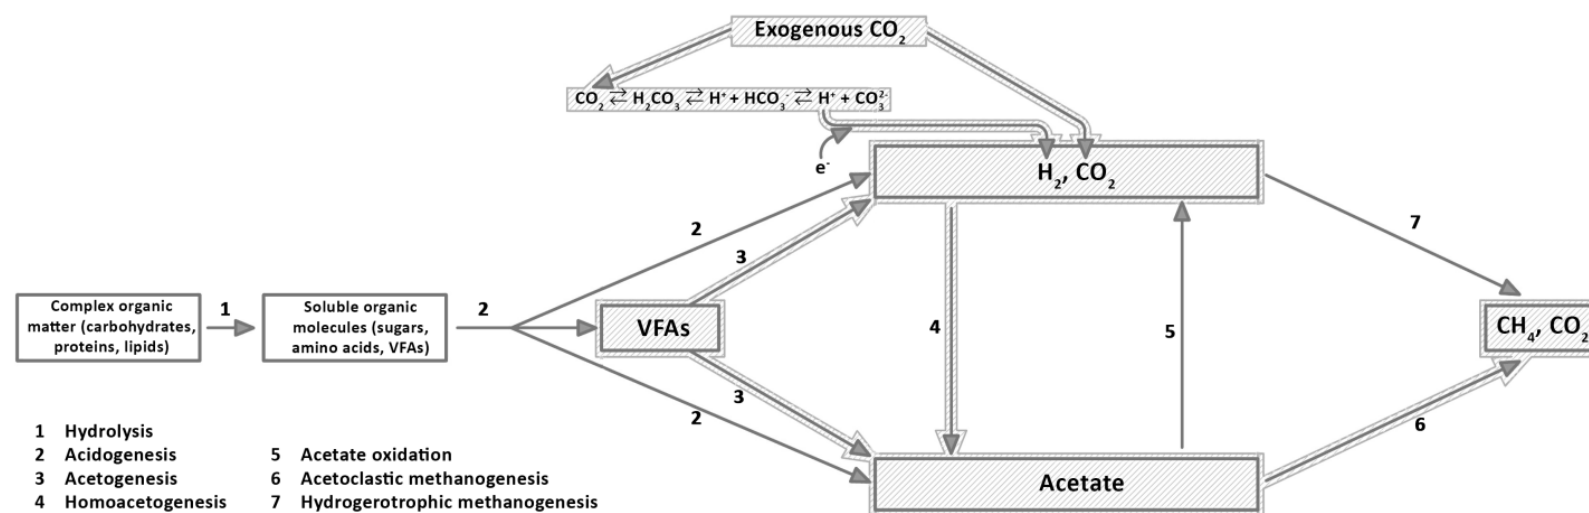 Exogenous CO₂
CO₂ ⇄ H₂CO₃ ⇄ H⁺ + HCO₃⁻ ⇄ H⁺ + CO₃²⁻
e⁻
H₂, CO₂
2
3
7
Complex organic
matter (carbohydrates,
proteins, lipids)
1
Soluble organic
molecules (sugars,
amino acids, VFAs)
2
VFAs
4
5
CH₄, CO₂
3
2
6
Acetate
1 Hydrolysis
2 Acidogenesis
3 Acetogenesis
4 Homoacetogenesis
5 Acetate oxidation
6 Acetoclastic methanogenesis
7 Hydrogerotrophic methanogenesis